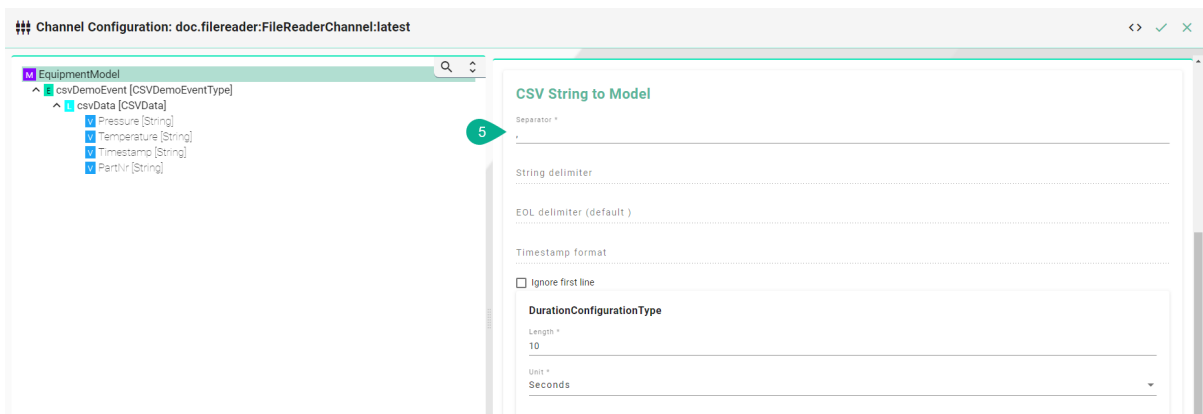 Channel Configuration: doc.filereader:FileReaderChannel:latest
M EquipmentModel
E csvDemoEvent [CSVDemoEventType]
L csvData [CSVData]
V Pressure [String]
V Temperature [String]
V Timestamp [String]
V PartNr [String]
CSV String to Model
Separator *
5
,
String delimiter
EOL delimiter (default )
Timestamp format
Ignore first line
DurationConfigurationType
Length *
10
Unit *
Seconds